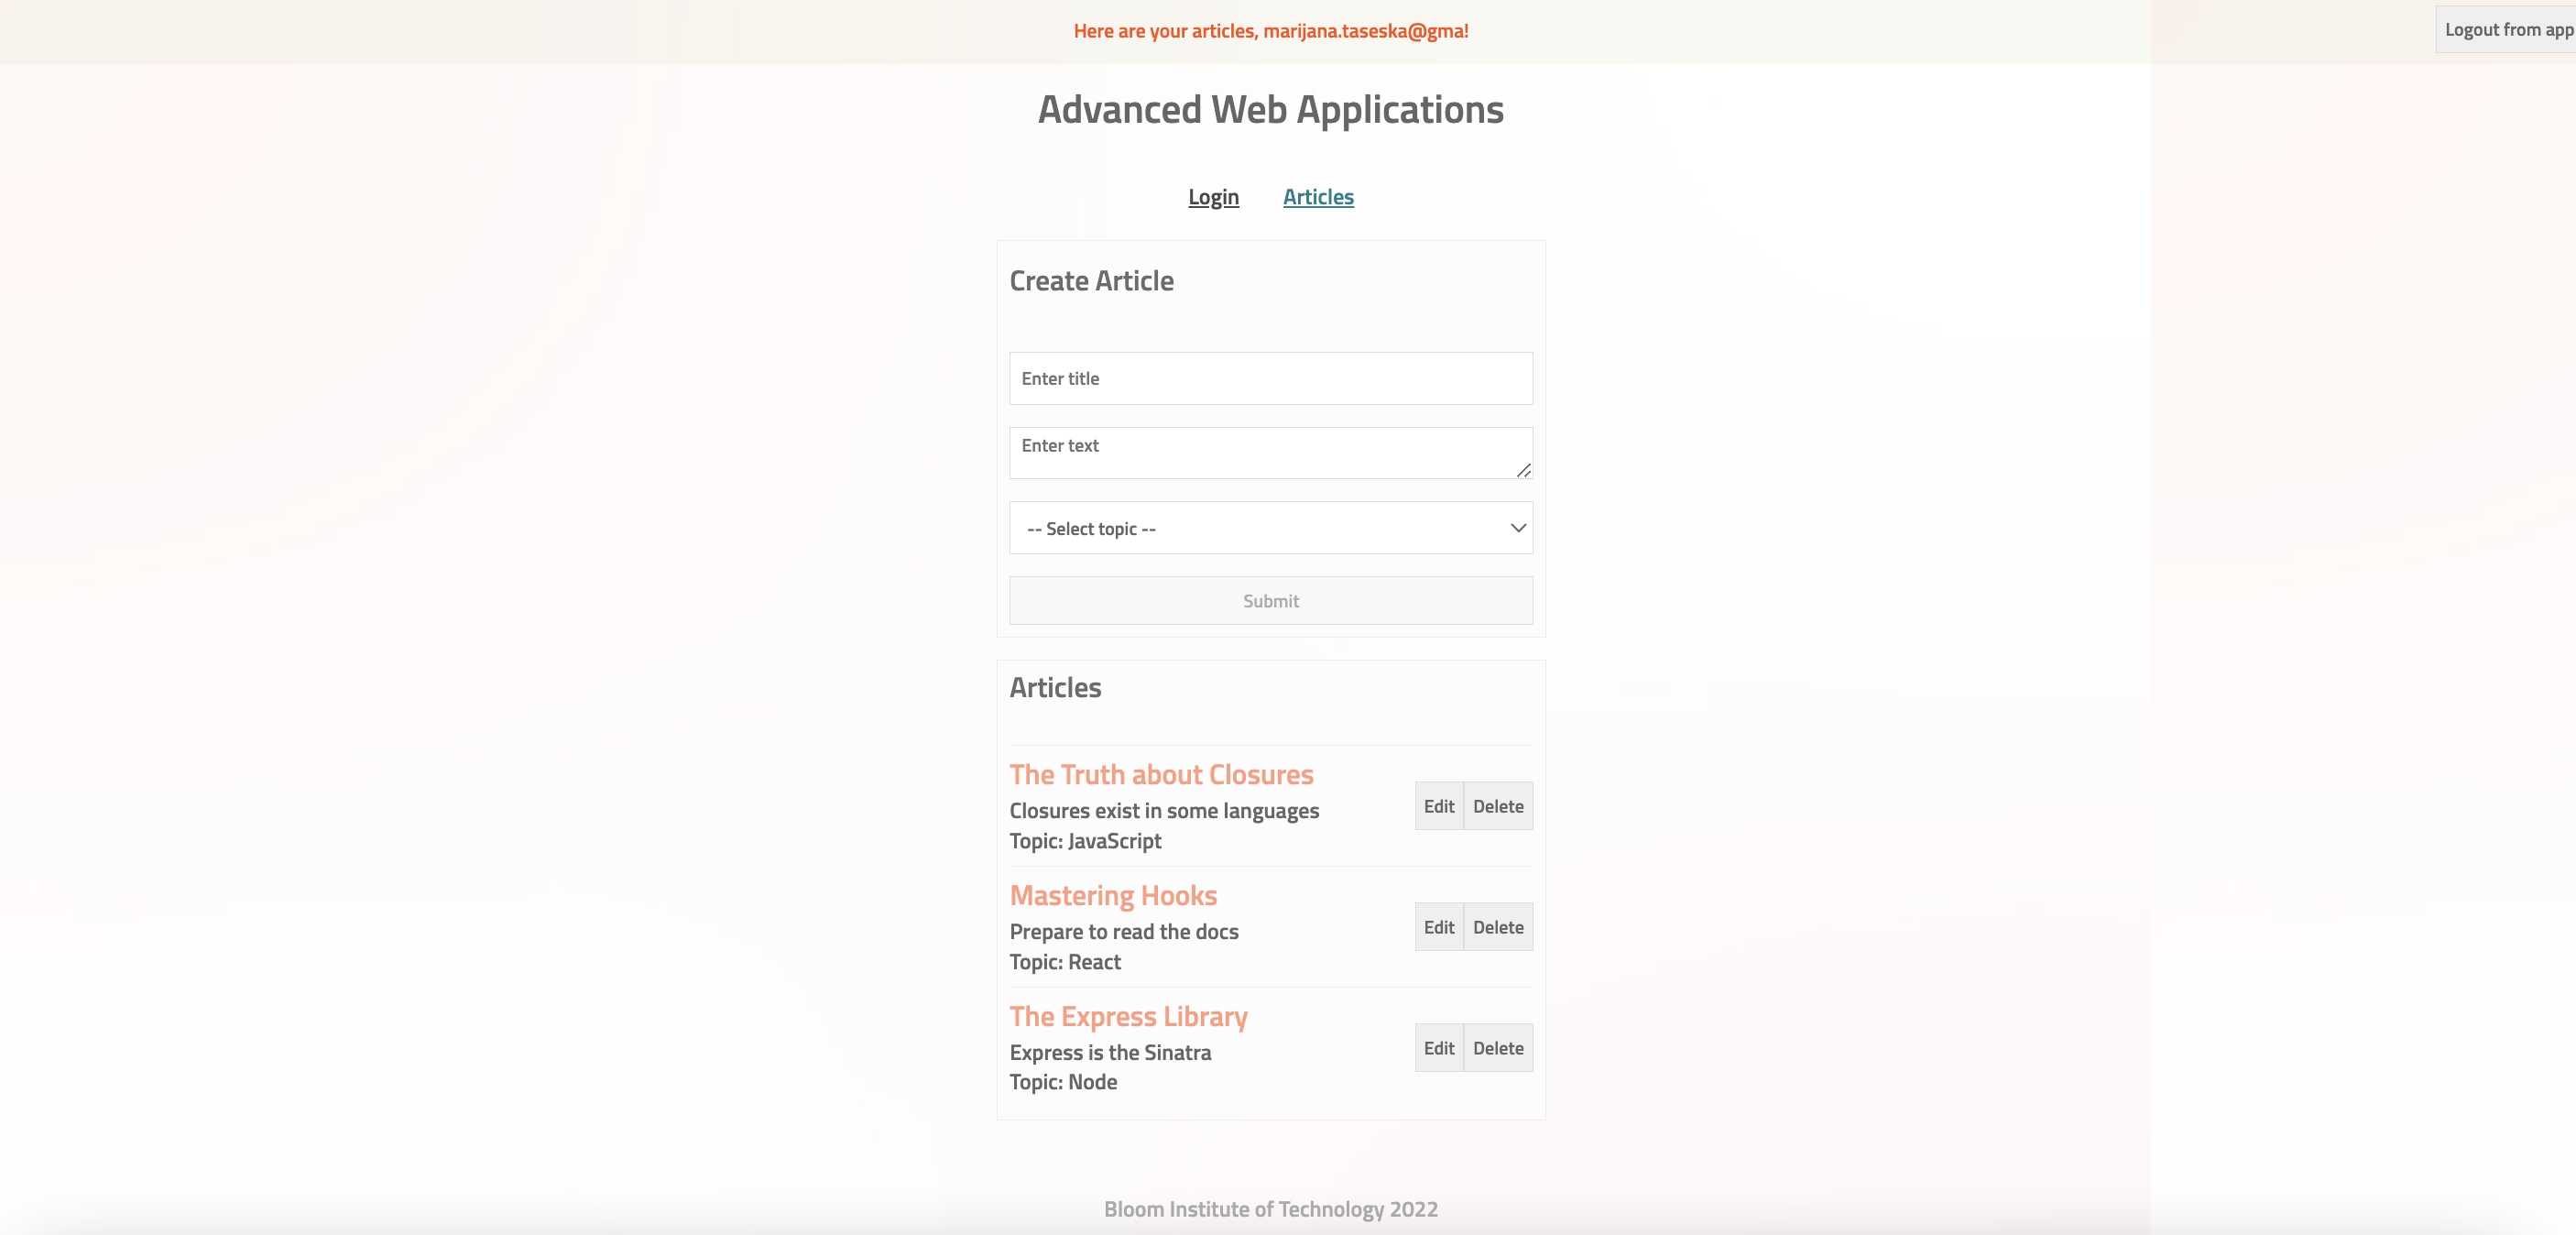 Here are your articles, marijana.taseska@gma!
Logout from app
Advanced Web Applications
Login Articles
Create Article
Enter title
Enter text
-- Select topic --
Submit
Articles
The Truth about Closures
Closures exist in some languages
Topic: JavaScript
Edit Delete
Mastering Hooks
Prepare to read the docs
Topic: React
Edit Delete
The Express Library
Express is the Sinatra
Topic: Node
Edit Delete
Bloom Institute of Technology 2022